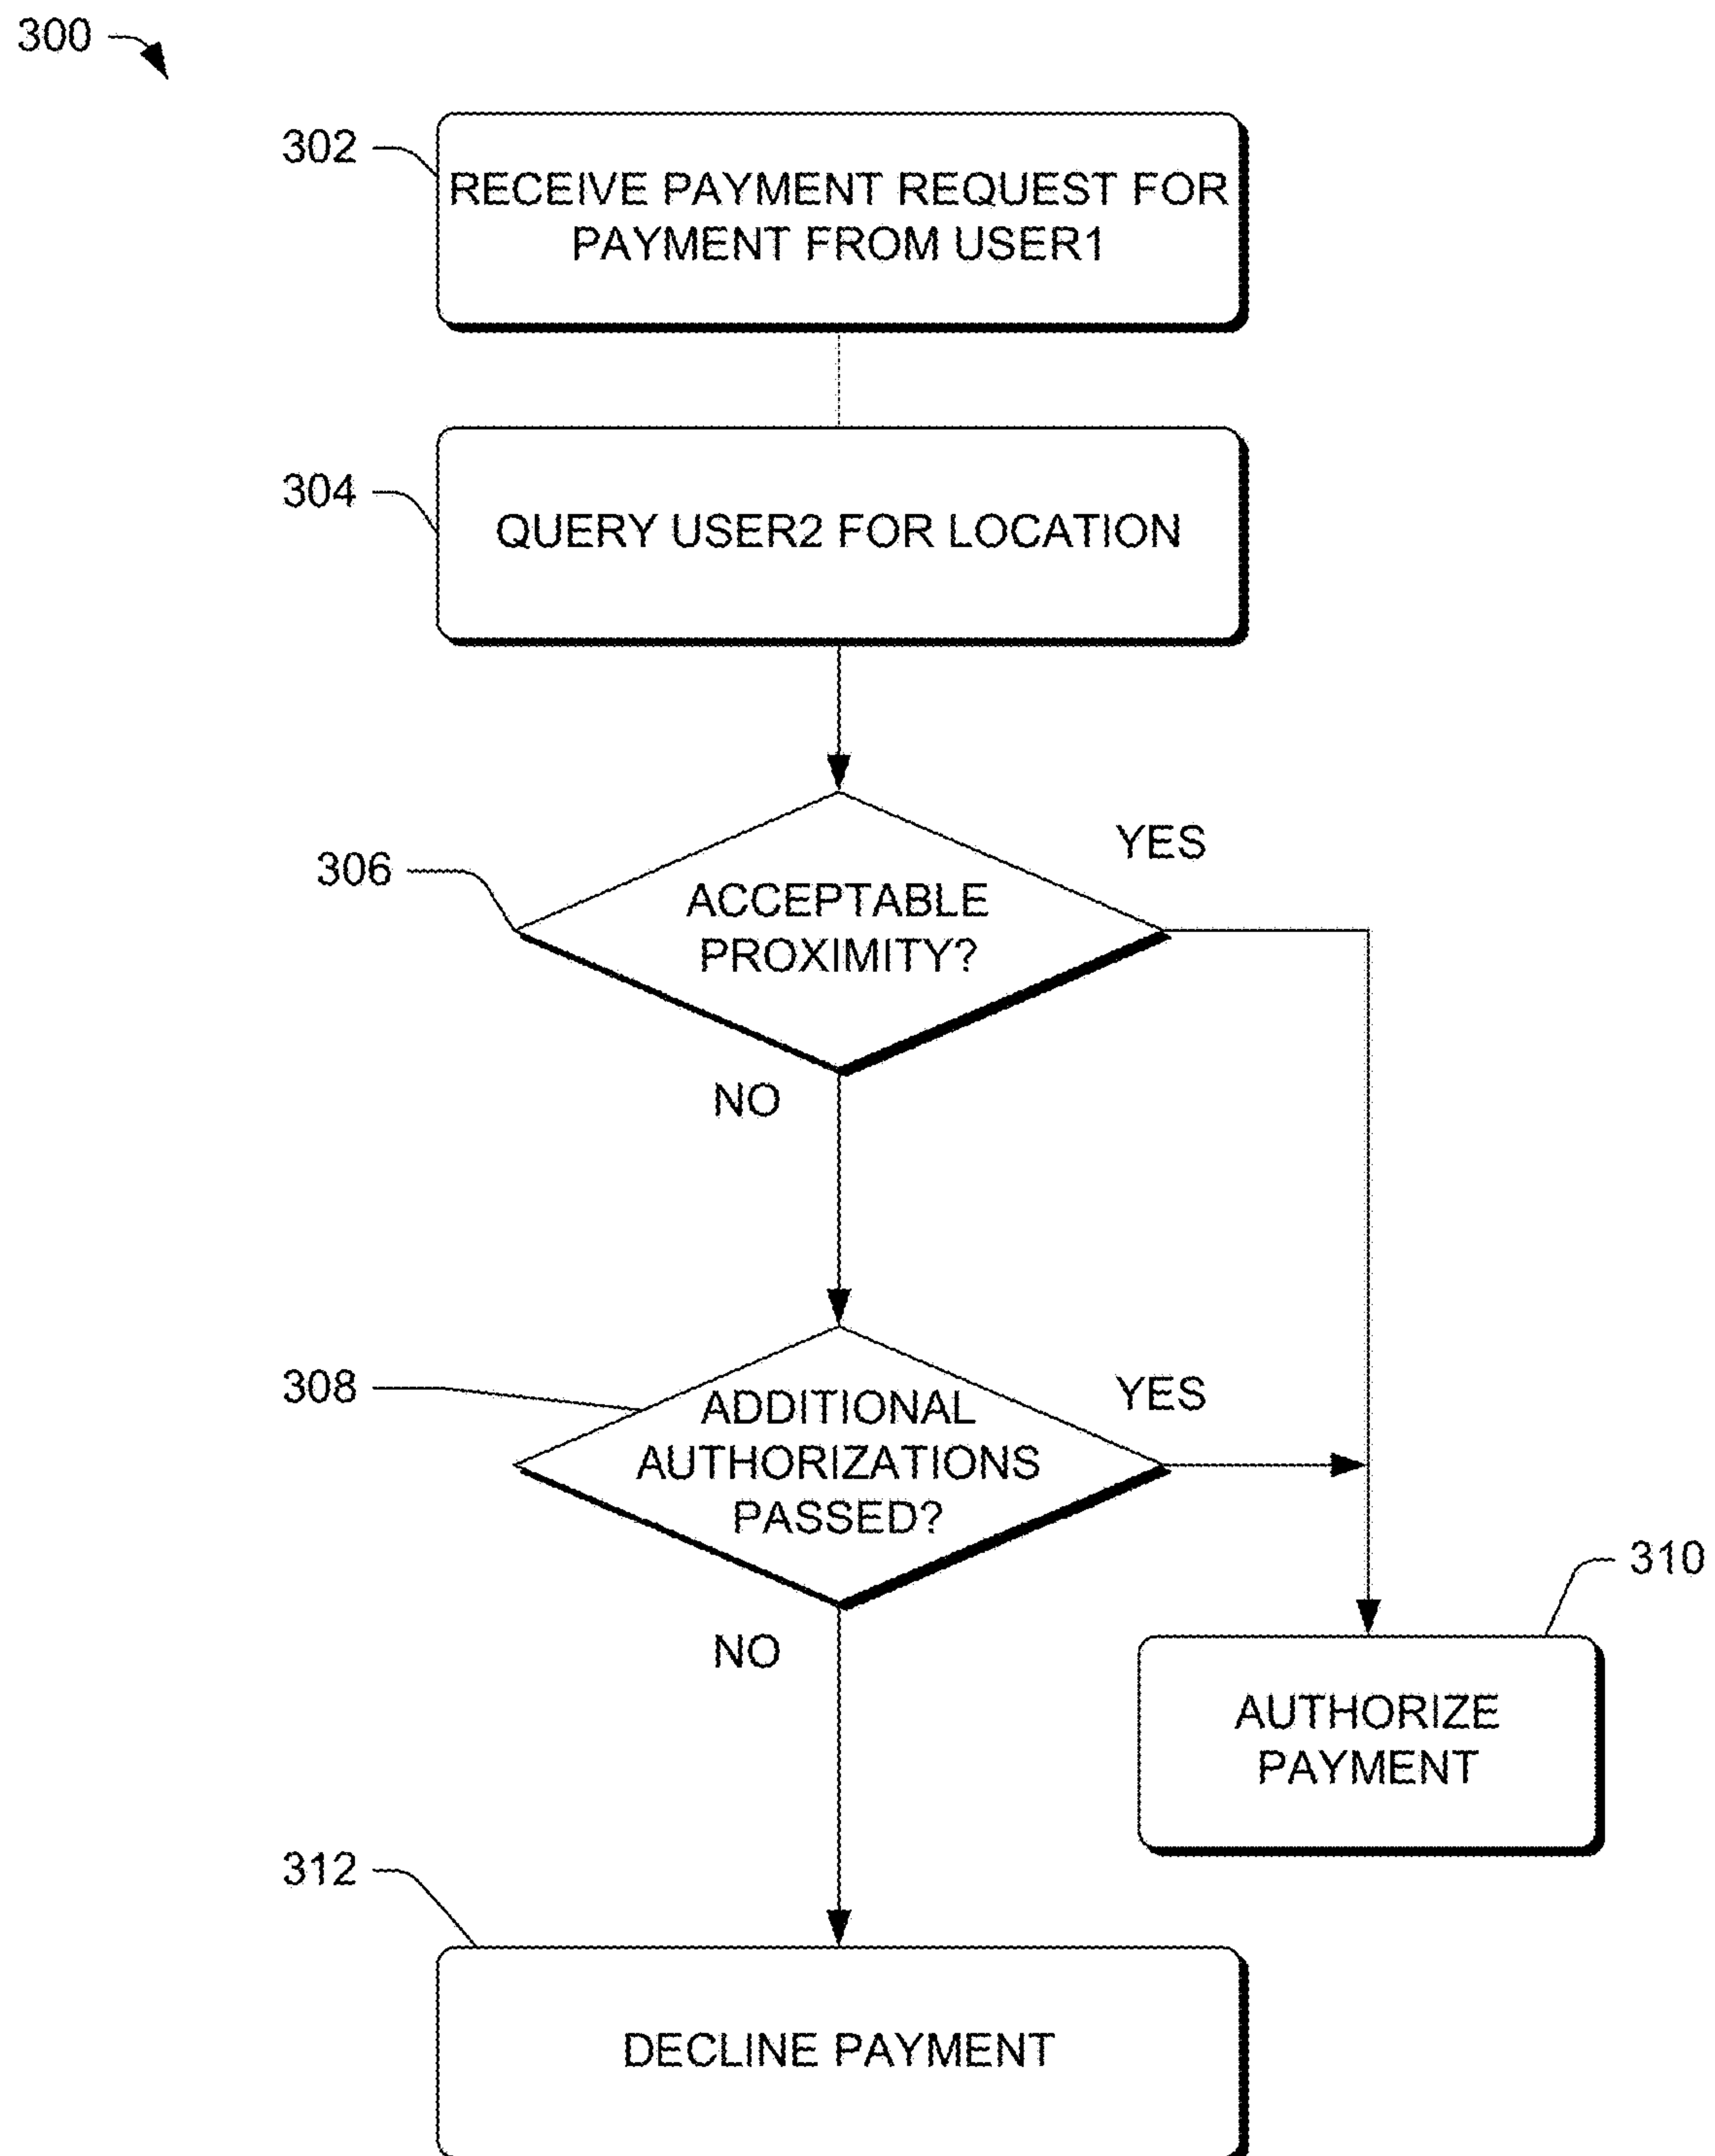 300
302
RECEIVE PAYMENT REQUEST FOR
PAYMENT FROM USER1
304
QUERY USER2 FOR LOCATION
YES
306
ACCEPTABLE
PROXIMITY?
NO
308
YES
ADDITIONAL
AUTHORIZATIONS
PASSED?
310
NO
AUTHORIZE
PAYMENT
312
DECLINE PAYMENT